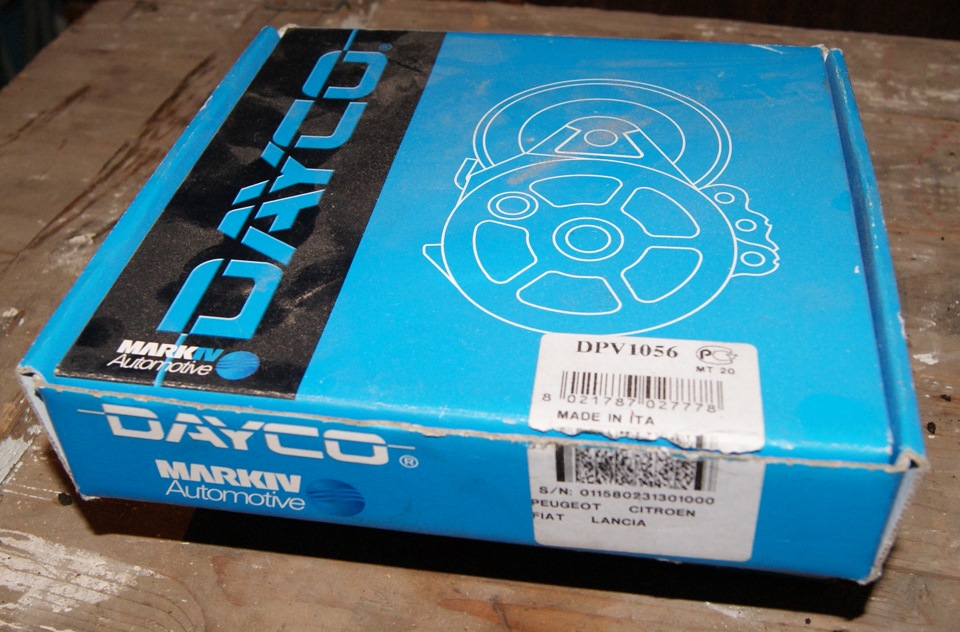 DAYCO®
MARKIV
Automotive
DPV1056
MT 20
8 021787 027778
MADE IN ITA
DAYCO®
MARKIV
Automotive
S/N: 011580231301000
PEUGEOT CITROEN
FIAT LANCIA